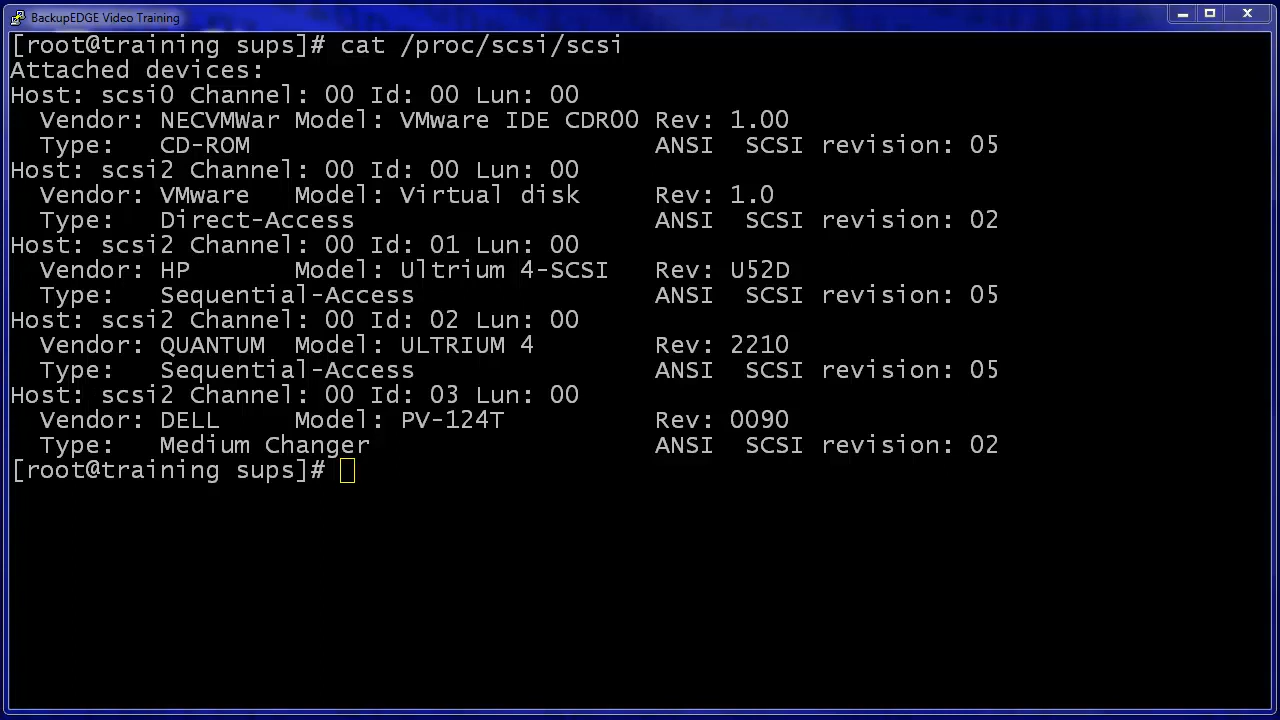 BackupEDGE Video Training
[root@training sups]# cat /proc/scsi/scsi
Attached devices:
Host: scsi0 Channel: 00 Id: 00 Lun: 00
  Vendor: NECVMWar Model: VMware IDE CDR00 Rev: 1.00
  Type:   CD-ROM                           ANSI  SCSI revision: 05
Host: scsi2 Channel: 00 Id: 00 Lun: 00
  Vendor: VMware   Model: Virtual disk     Rev: 1.0
  Type:   Direct-Access                    ANSI  SCSI revision: 02
Host: scsi2 Channel: 00 Id: 01 Lun: 00
  Vendor: HP       Model: Ultrium 4-SCSI   Rev: U52D
  Type:   Sequential-Access                ANSI  SCSI revision: 05
Host: scsi2 Channel: 00 Id: 02 Lun: 00
  Vendor: QUANTUM  Model: ULTRIUM 4        Rev: 2210
  Type:   Sequential-Access                ANSI  SCSI revision: 05
Host: scsi2 Channel: 00 Id: 03 Lun: 00
  Vendor: DELL     Model: PV-124T          Rev: 0090
  Type:   Medium Changer                   ANSI  SCSI revision: 02
[root@training sups]#